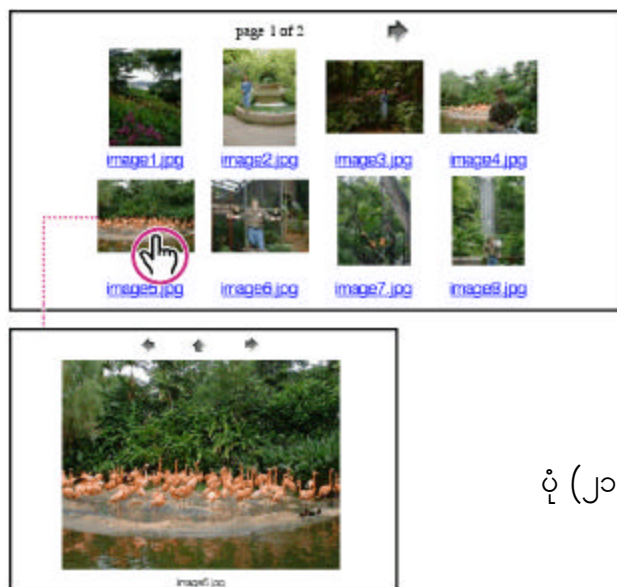 page 1 of 2
image1.jpg image2.jpg image3.jpg image4.jpg
image5.jpg image6.jpg image7.jpg image8.jpg
image5.jpg
ပုံ (၂၁